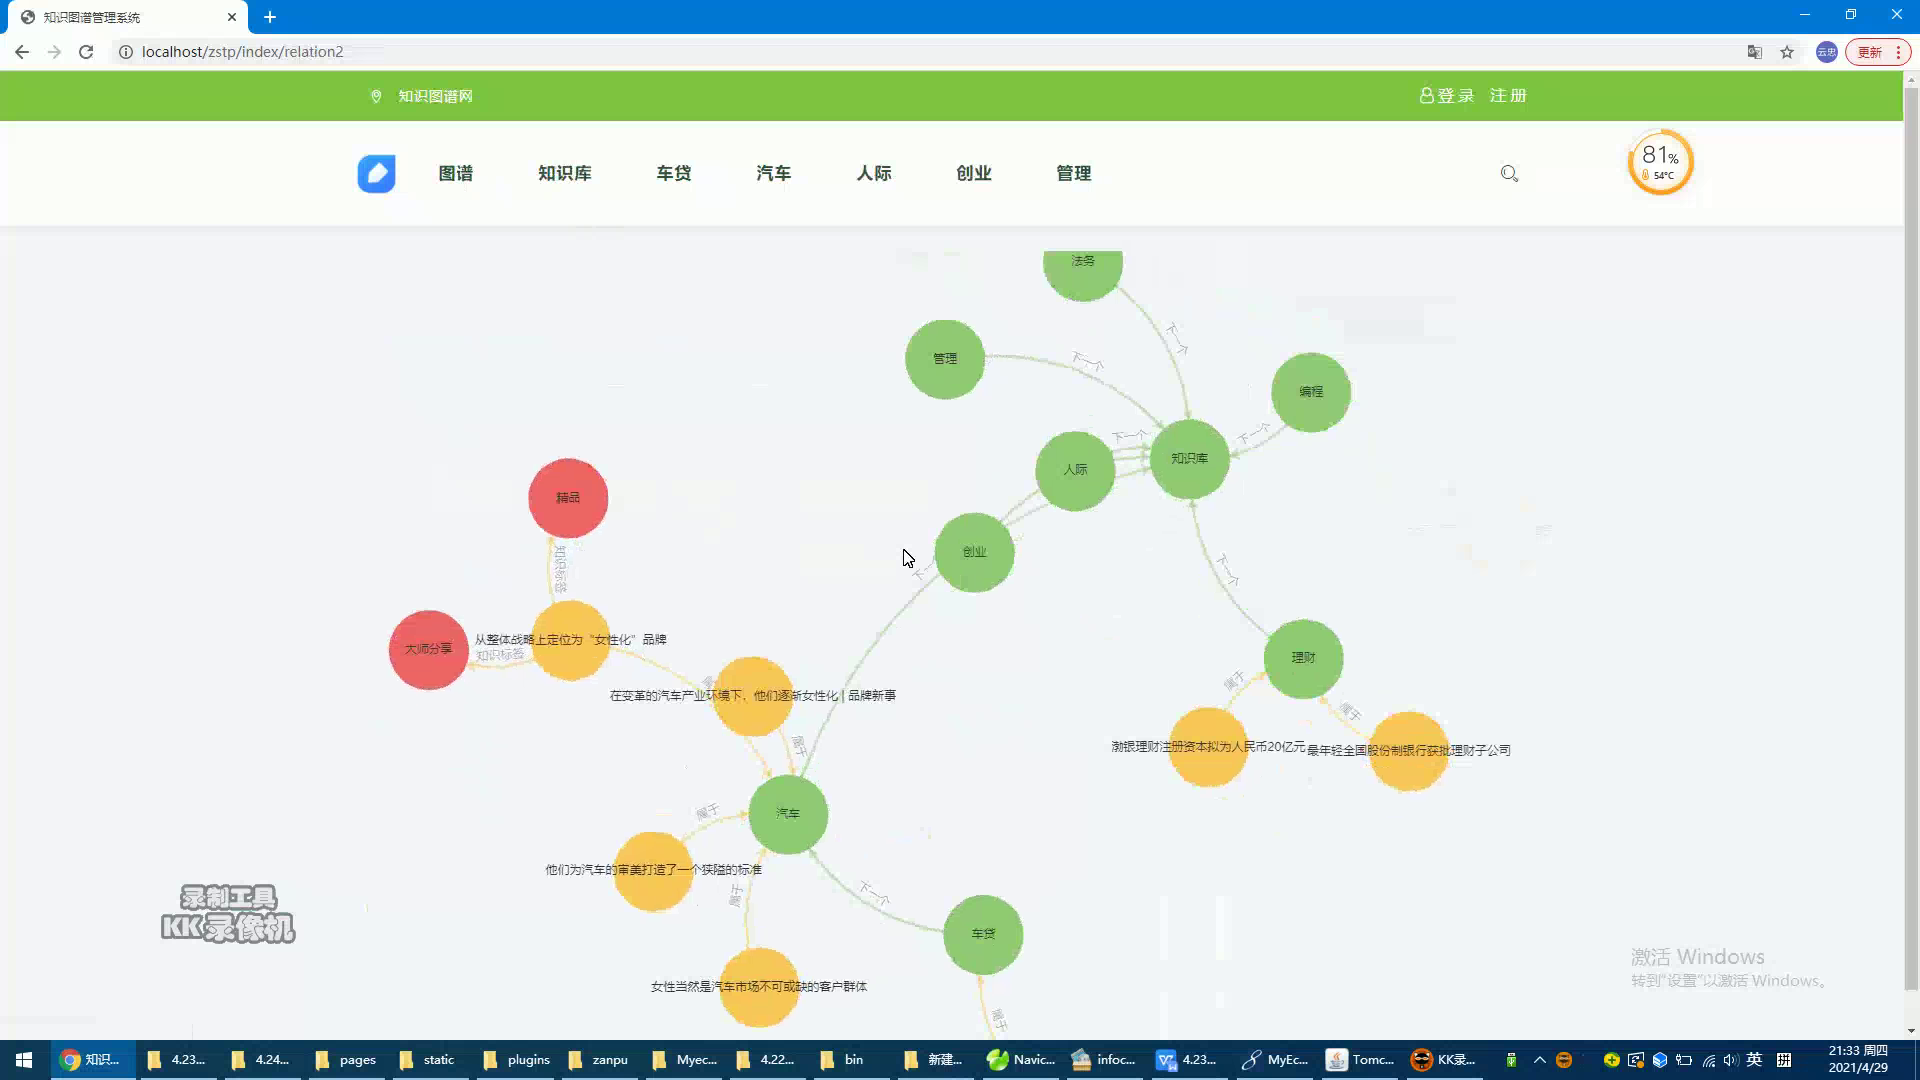 知识图谱管理系统
localhost/zstp/index/relation2
云忠
更新
知识图谱网
登录 注册
图谱 知识库 车贷 汽车 人际 创业 管理
81%
54°C
法务
下一个
管理
下一个
编程
下一个
下一个
人际
知识库
精品
知识标签
创业
下一
下一个
大师分享
知识标签
从整体战略上定位为“女性化”品牌
理财
属于
属于
在变革的汽车产业环境下，他们逐渐女性化 | 品牌新事
属于
渤银理财注册资本拟为人民币20亿元
最年轻全国股份制银行获批理财子公司
汽车
属于
他们为汽车的审美打造了一个狭隘的标准
属于
下一个
车贷
女性当然是汽车市场不可或缺的客户群体
属于
录制工具
KK录像机
激活 Windows
转到“设置”以激活 Windows。
知识... 4.23... 4.24... pages static plugins zanpu Myec... 4.22... bin 新建... Navic... infoc... 4.23... MyEc... Tomc... KK录... 英 拼
21:33 周四
2021/4/29